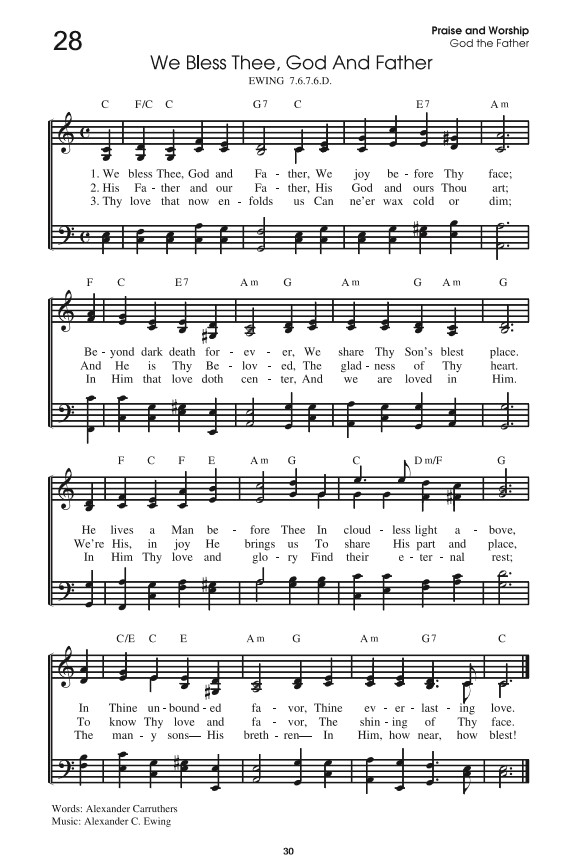 28
Praise and Worship
God the Father
We Bless Thee, God And Father
EWING 7.6.7.6.D.
C F/C C G7 C E7 Am
1. We bless Thee, God and Fa - ther, We joy be - fore Thy face;
2. His Fa - ther and our Fa - ther, His God and ours Thou art;
3. Thy love that now en - folds us Can ne'er wax cold or dim;
F C E7 Am G Am G Am G
Be - yond dark death for - ev - er, We share Thy Son's blest place.
And He is Thy Be - lov - ed, The glad - ness of Thy heart.
In Him that love doth cen - ter, And we are loved in Him.
F C F E Am G C Dm/F G
He lives a Man be - fore Thee In cloud - less light a - bove,
We're His, in joy He brings us To share His part and place,
In Him Thy love and glo - ry Find their e - ter - nal rest;
C/E C E Am G Am G7 C
In Thine un - bound - ed fa - vor, Thine ev - er - last - ing love.
To know Thy love and fa - vor, The shin - ing of Thy face.
The man - y sons— His breth - ren— In Him, how near, how blest!
Words: Alexander Carruthers
Music: Alexander C. Ewing
30